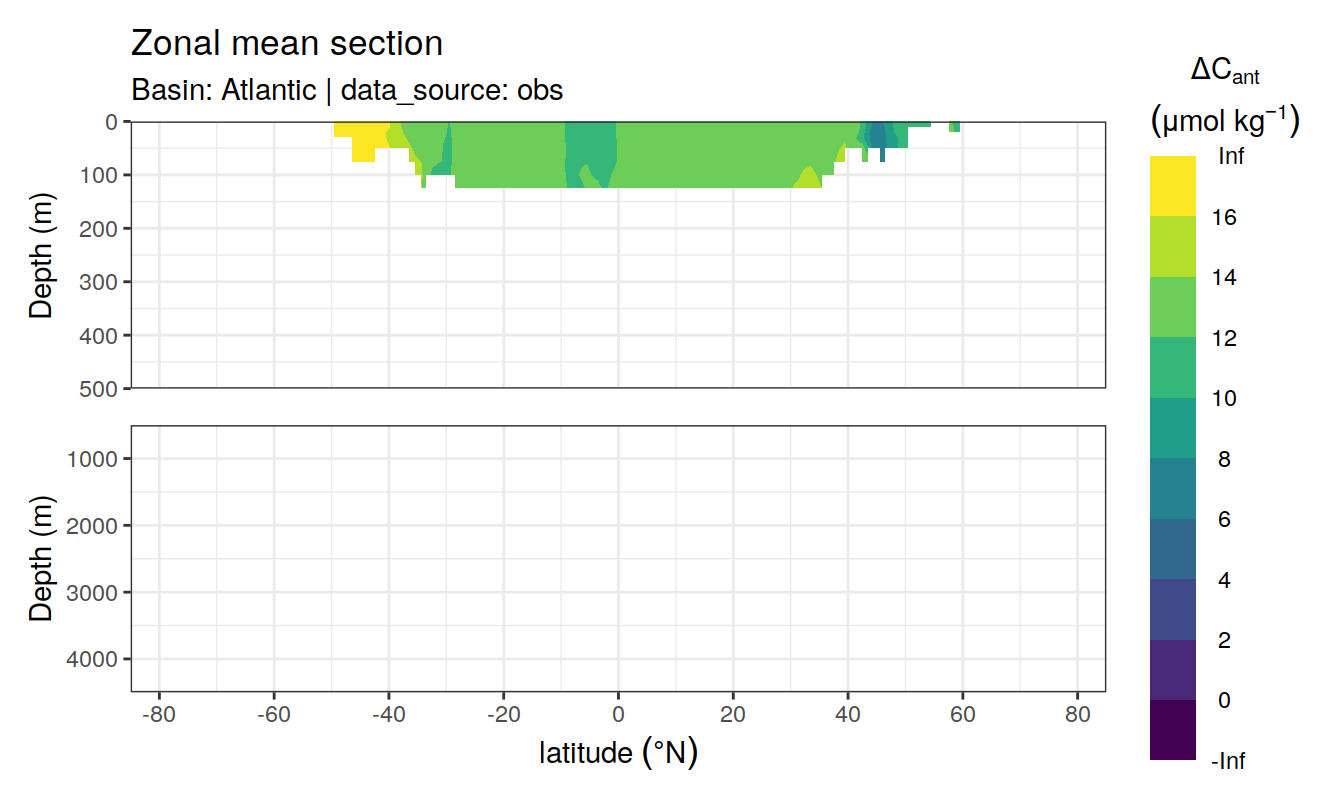 Zonal mean section
Basin: Atlantic | data_source: obs
ΔCant
(μmol kg⁻¹)
Inf
16
14
12
10
8
6
4
2
0
-Inf
Depth (m)
0
100
200
300
400
500
Depth (m)
1000
2000
3000
4000
-80 -60 -40 -20 0 20 40 60 80
latitude (°N)